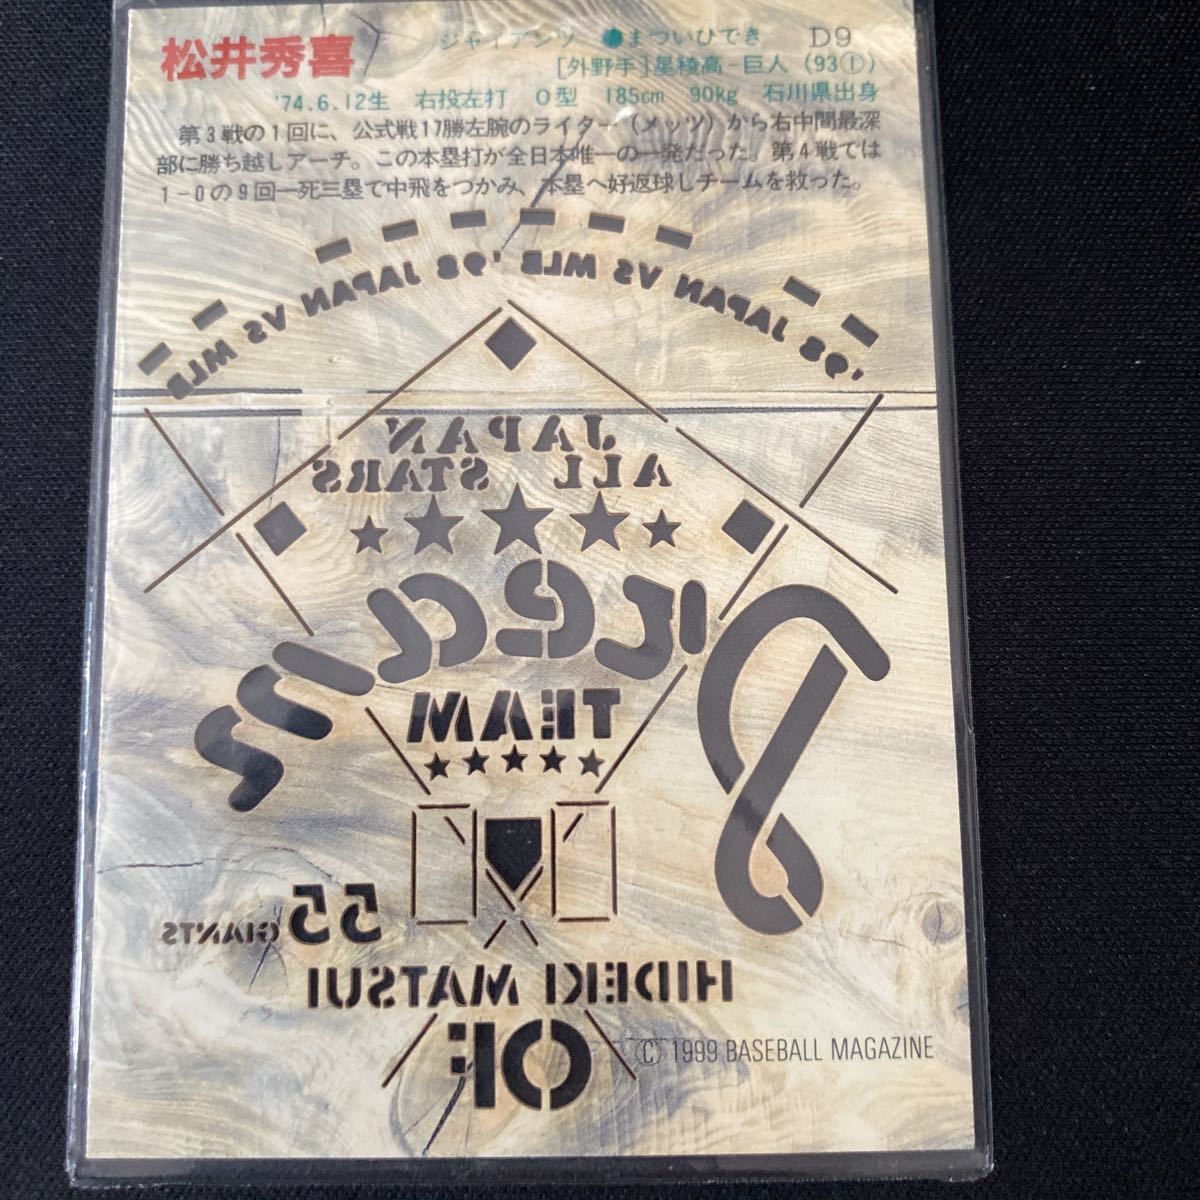 松井秀喜 ジャイアンツ ●まついひでき D9
[外野手]星稜高-巨人(93①)
'74.6.12生 右投左打 O型 185cm 90kg 石川県出身
第3戦の1回に、公式戦17勝左腕のライター(メッツ)から右中間最深
部に勝ち越しアーチ。この本塁打が全日本唯一の一発だった。第4戦では
1-0の9回一死三塁で中飛をつかみ、本塁へ好返球しチームを救った。
'98 JAPAN VS MLB '98 JAPAN VS MLB
JAPAN
ALL STARS
Dream
TEAM
55 GIANTS
HIDEKI MATSUI
OF
Ⓒ 1999 BASEBALL MAGAZINE